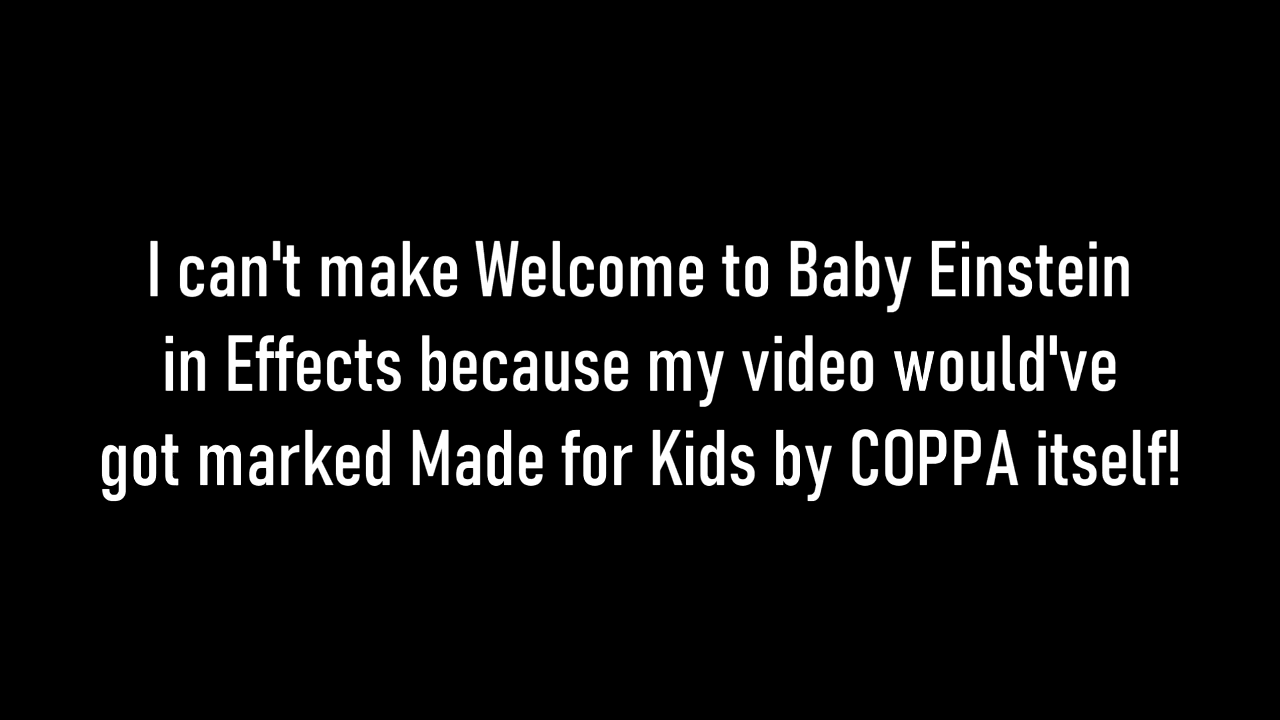 I can't make Welcome to Baby Einstein
in Effects because my video would've
got marked Made for Kids by COPPA itself!